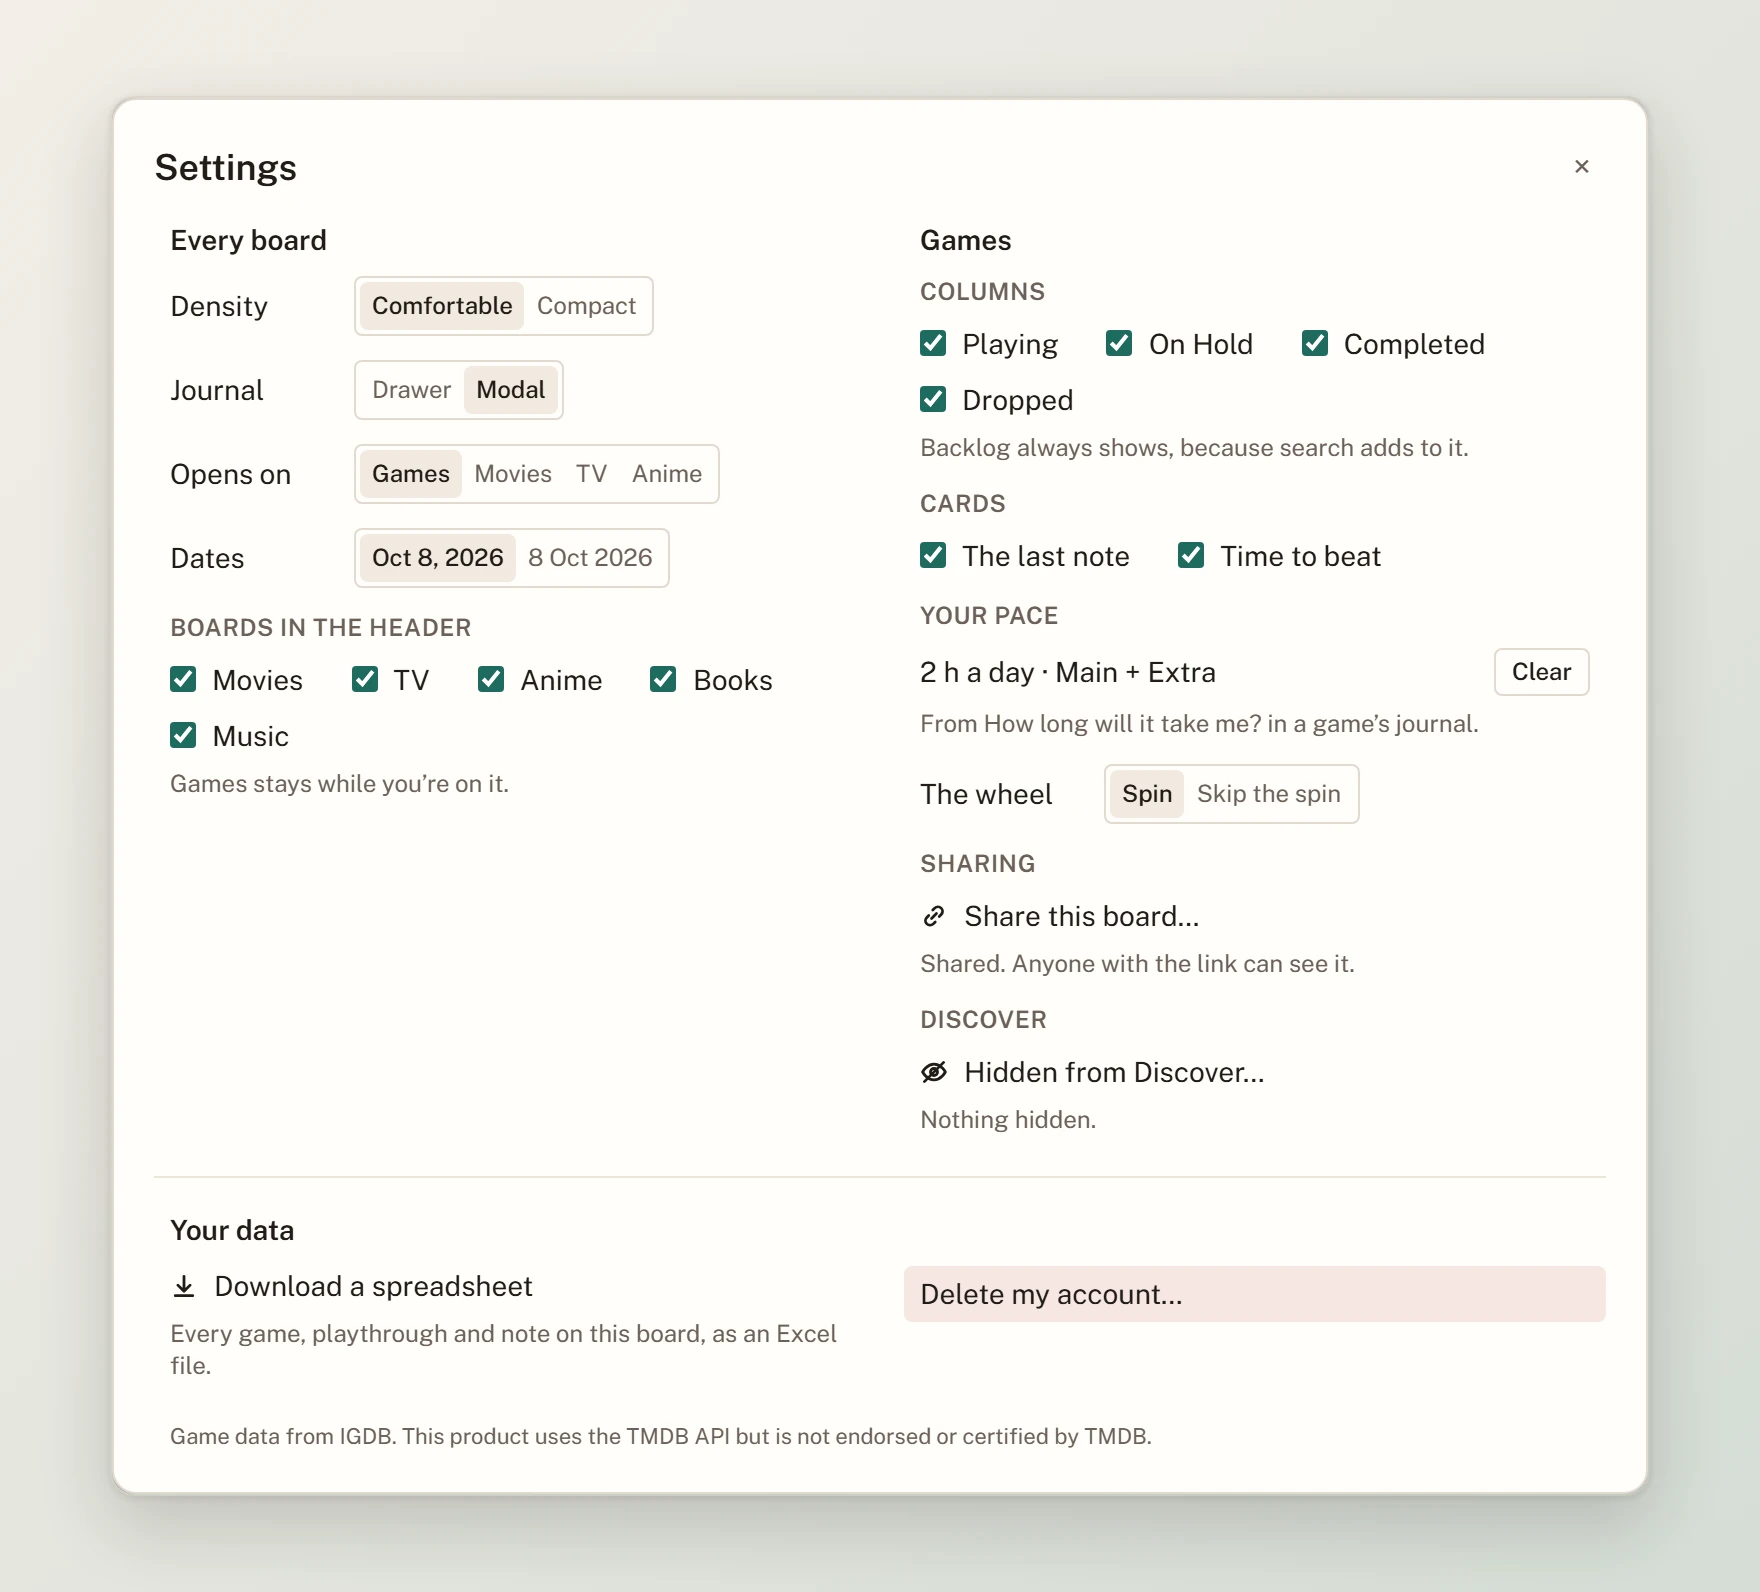 Settings
×
Every board
Density
Comfortable Compact
Journal
Drawer Modal
Opens on
Games Movies TV Anime
Dates
Oct 8, 2026 8 Oct 2026
BOARDS IN THE HEADER
Movies TV Anime Books
Music
Games stays while you’re on it.
Games
COLUMNS
Playing On Hold Completed
Dropped
Backlog always shows, because search adds to it.
CARDS
The last note Time to beat
YOUR PACE
2 h a day · Main + Extra
Clear
From How long will it take me? in a game’s journal.
The wheel
Spin Skip the spin
SHARING
Share this board...
Shared. Anyone with the link can see it.
DISCOVER
Hidden from Discover...
Nothing hidden.
Your data
Download a spreadsheet
Every game, playthrough and note on this board, as an Excel
file.
Delete my account...
Game data from IGDB. This product uses the TMDB API but is not endorsed or certified by TMDB.